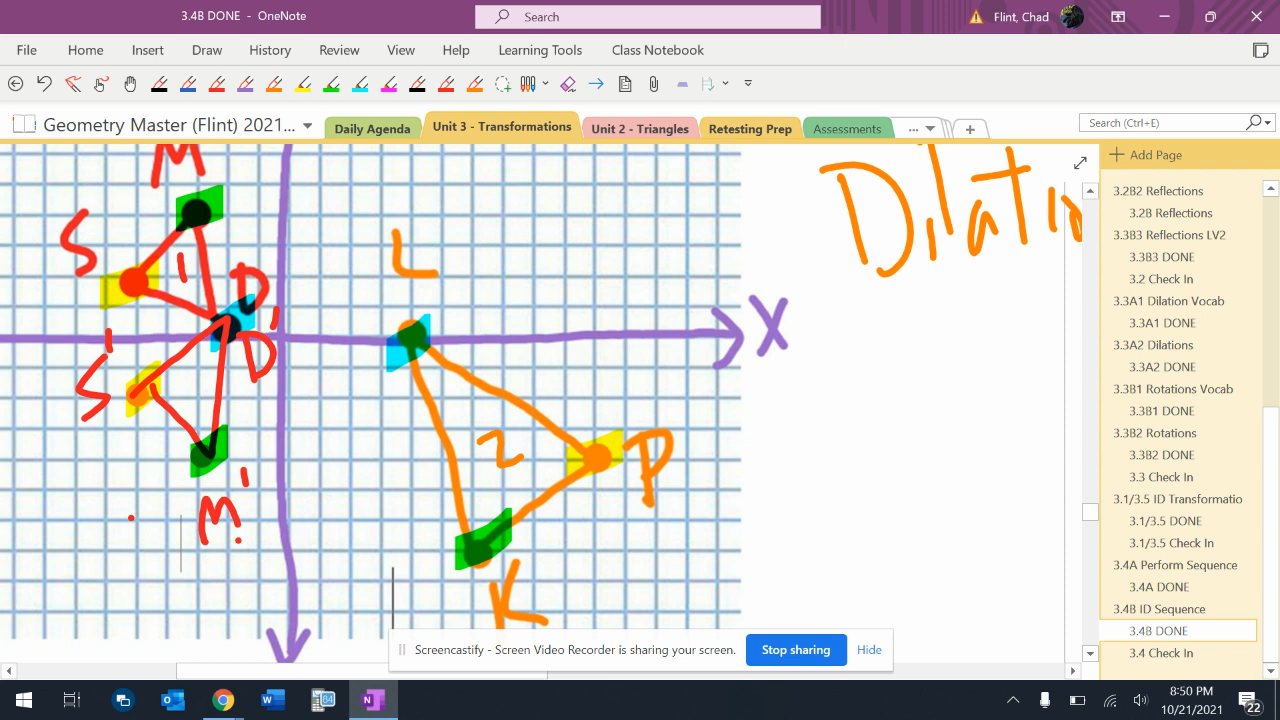 3.4B DONE - OneNote
Search
Flint, Chad
File Home Insert Draw History Review View Help Learning Tools Class Notebook
Geometry Master (Flint) 2021...
Daily Agenda
Unit 3 - Transformations
Unit 2 - Triangles
Retesting Prep
Assessments
...
Search (Ctrl+E)
Add Page
3.2B2 Reflections
3.2B Reflections
3.3B3 Reflections LV2
3.3B3 DONE
3.2 Check In
3.3A1 Dilation Vocab
3.3A1 DONE
3.3A2 Dilations
3.3A2 DONE
3.3B1 Rotations Vocab
3.3B1 DONE
3.3B2 Rotations
3.3B2 DONE
3.3 Check In
3.1/3.5 ID Transformatio
3.1/3.5 DONE
3.1/3.5 Check In
3.4A Perform Sequence
3.4A DONE
3.4B ID Sequence
3.4B DONE
3.4 Check In
M
S
1
D
D'
S'
M'
L
2
P
K
X
Screencastify - Screen Video Recorder is sharing your screen.
Stop sharing
Hide
84
8:50 PM
10/21/2021
22